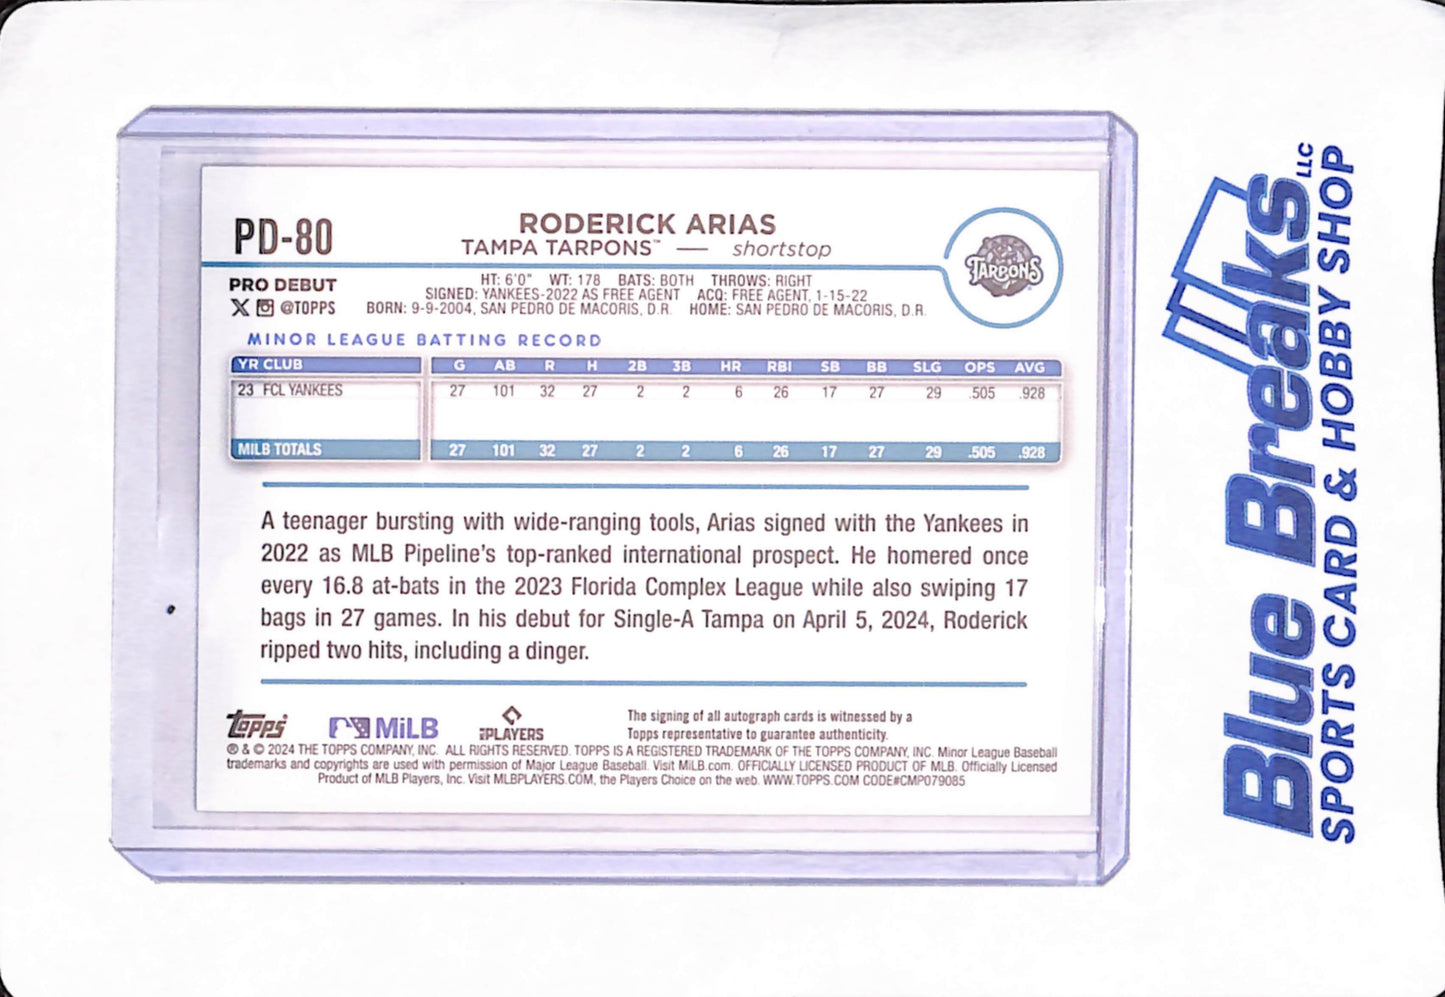 PD-80
RODERICK ARIAS
TAMPA TARPONS™ — shortstop
TARPONS
PRO DEBUT
@TOPPS
HT: 6'0" WT: 178 BATS: BOTH THROWS: RIGHT
SIGNED: YANKEES-2022 AS FREE AGENT ACQ: FREE AGENT, 1-15-22
BORN: 9-9-2004, SAN PEDRO DE MACORIS, D.R. HOME: SAN PEDRO DE MACORIS, D.R.
MINOR LEAGUE BATTING RECORD
YR CLUB G AB R H 2B 3B HR RBI SB BB SLG OPS AVG
23 FCL YANKEES 27 101 32 27 2 2 6 26 17 27 29 .505 .928
MILB TOTALS 27 101 32 27 2 2 6 26 17 27 29 .505 .928
A teenager bursting with wide-ranging tools, Arias signed with the Yankees in
2022 as MLB Pipeline's top-ranked international prospect. He homered once
every 16.8 at-bats in the 2023 Florida Complex League while also swiping 17
bags in 27 games. In his debut for Single-A Tampa on April 5, 2024, Roderick
ripped two hits, including a dinger.
Topps MiLB PLAYERS
The signing of all autograph cards is witnessed by a
Topps representative to guarantee authenticity.
® & © 2024 THE TOPPS COMPANY, INC. ALL RIGHTS RESERVED. TOPPS IS A REGISTERED TRADEMARK OF THE TOPPS COMPANY, INC. Minor League Baseball
trademarks and copyrights are used with permission of Major League Baseball. Visit MiLB.com. OFFICIALLY LICENSED PRODUCT OF MLB. Officially Licensed
Product of MLB Players, Inc. Visit MLBPLAYERS.COM, the Players Choice on the web. WWW.TOPPS.COM CODE#CMP079085
Blue Breaks LLC
SPORTS CARD & HOBBY SHOP